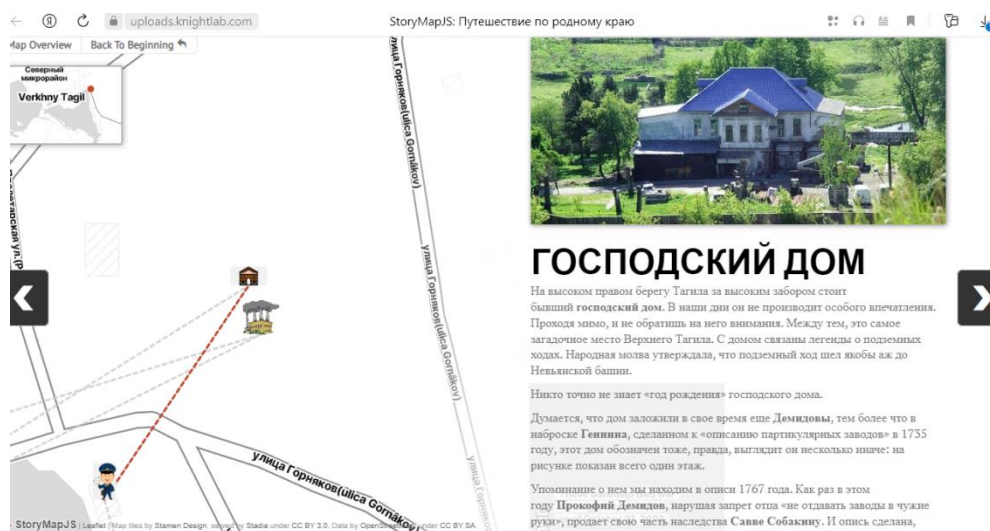 uploads.knightlab.com
StoryMapJS: Путешествие по родному краю
Map Overview
Back To Beginning
Северный
микрорайон
Verkhny Tagil
улица Горняков(ulica Gornâkov)
улица Горняков(ulica Gornâkov)
улица Горняков(ulica Gornâkov)
ГОСПОДСКИЙ ДОМ
На высоком правом берегу Тагила за высоким забором стоит
бывший господский дом. В наши дни он не производит особого впечатления.
Проходя мимо, и не обратишь на него внимания. Между тем, это самое
загадочное место Верхнего Тагила. С домом связаны легенды о подземных
ходах. Народная молва утверждала, что подземный ход шел якобы аж до
Невьянской башни.
Никто точно не знает «год рождения» господского дома.
Думается, что дом заложили в свое время еще Демидовы, тем более что в
наброске Геннина, сделанном к «описанию партикулярных заводов» в 1735
году, этот дом обозначен тоже, правда, выглядит он несколько иначе: на
рисунке показан всего один этаж.
Упоминание о нем мы находим в описи 1767 года. Как раз в этом
году Прокофий Демидов, нарушая запрет отца «не отдавать заводы в чужие
руки», продает свою часть наследства Савве Собакину. И опись сделана,
StoryMapJS | Leaflet | Map tiles by Stamen Design, served by Stadia under CC BY 3.0. Data by OpenStreetMap, under CC BY SA.